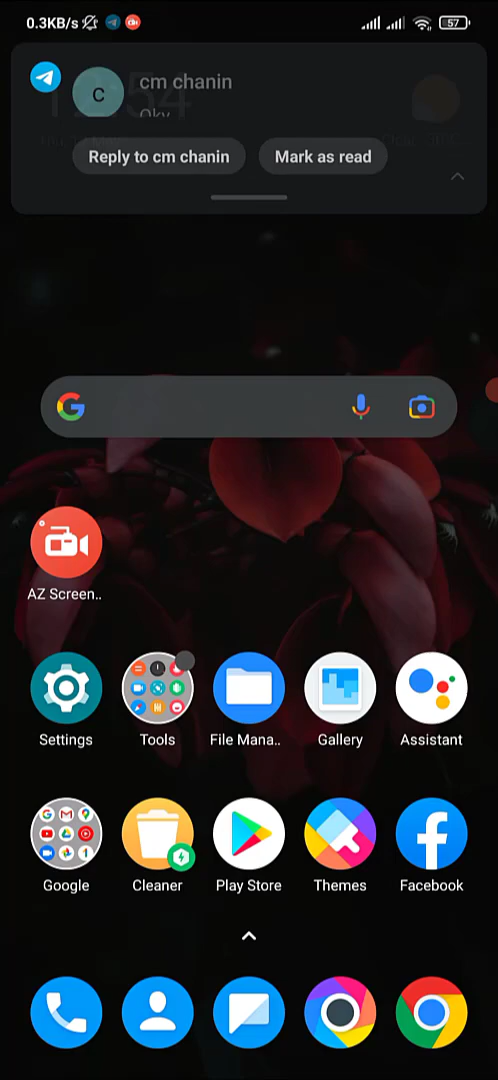 0.3KB/s
57
cm chanin
Oky
Reply to cm chanin
Mark as read
AZ Screen..
Settings
Tools
File Mana..
Gallery
Assistant
Google
Cleaner
Play Store
Themes
Facebook